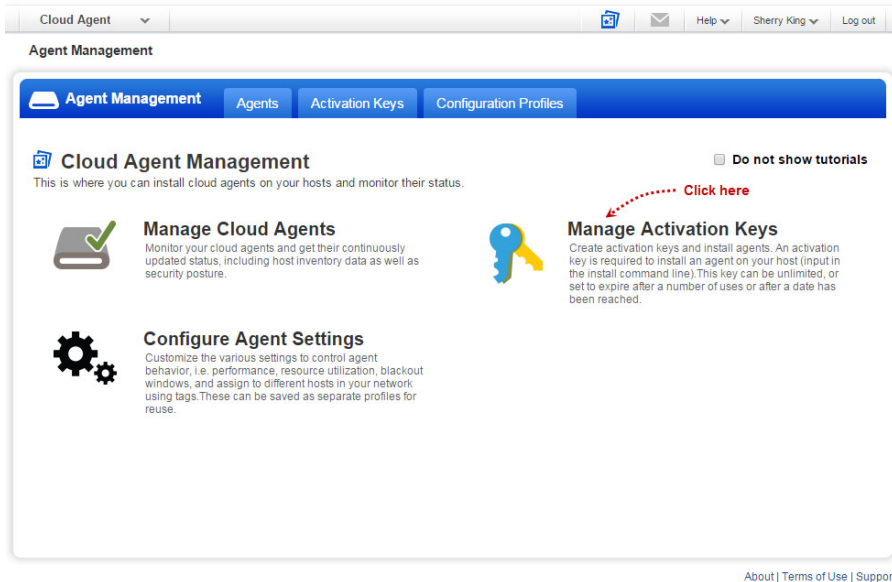 Cloud Agent
Help
Sherry King
Log out
Agent Management
Agent Management
Agents
Activation Keys
Configuration Profiles
Cloud Agent Management
Do not show tutorials
This is where you can install cloud agents on your hosts and monitor their status.
Click here
Manage Cloud Agents
Monitor your cloud agents and get their continuously
updated status, including host inventory data as well as
security posture.
Manage Activation Keys
Create activation keys and install agents. An activation
key is required to install an agent on your host (input in
the install command line).This key can be unlimited, or
set to expire after a number of uses or after a date has
been reached.
Configure Agent Settings
Customize the various settings to control agent
behavior, i.e. performance, resource utilization, blackout
windows, and assign to different hosts in your network
using tags.These can be saved as separate profiles for
reuse.
About | Terms of Use | Suppor